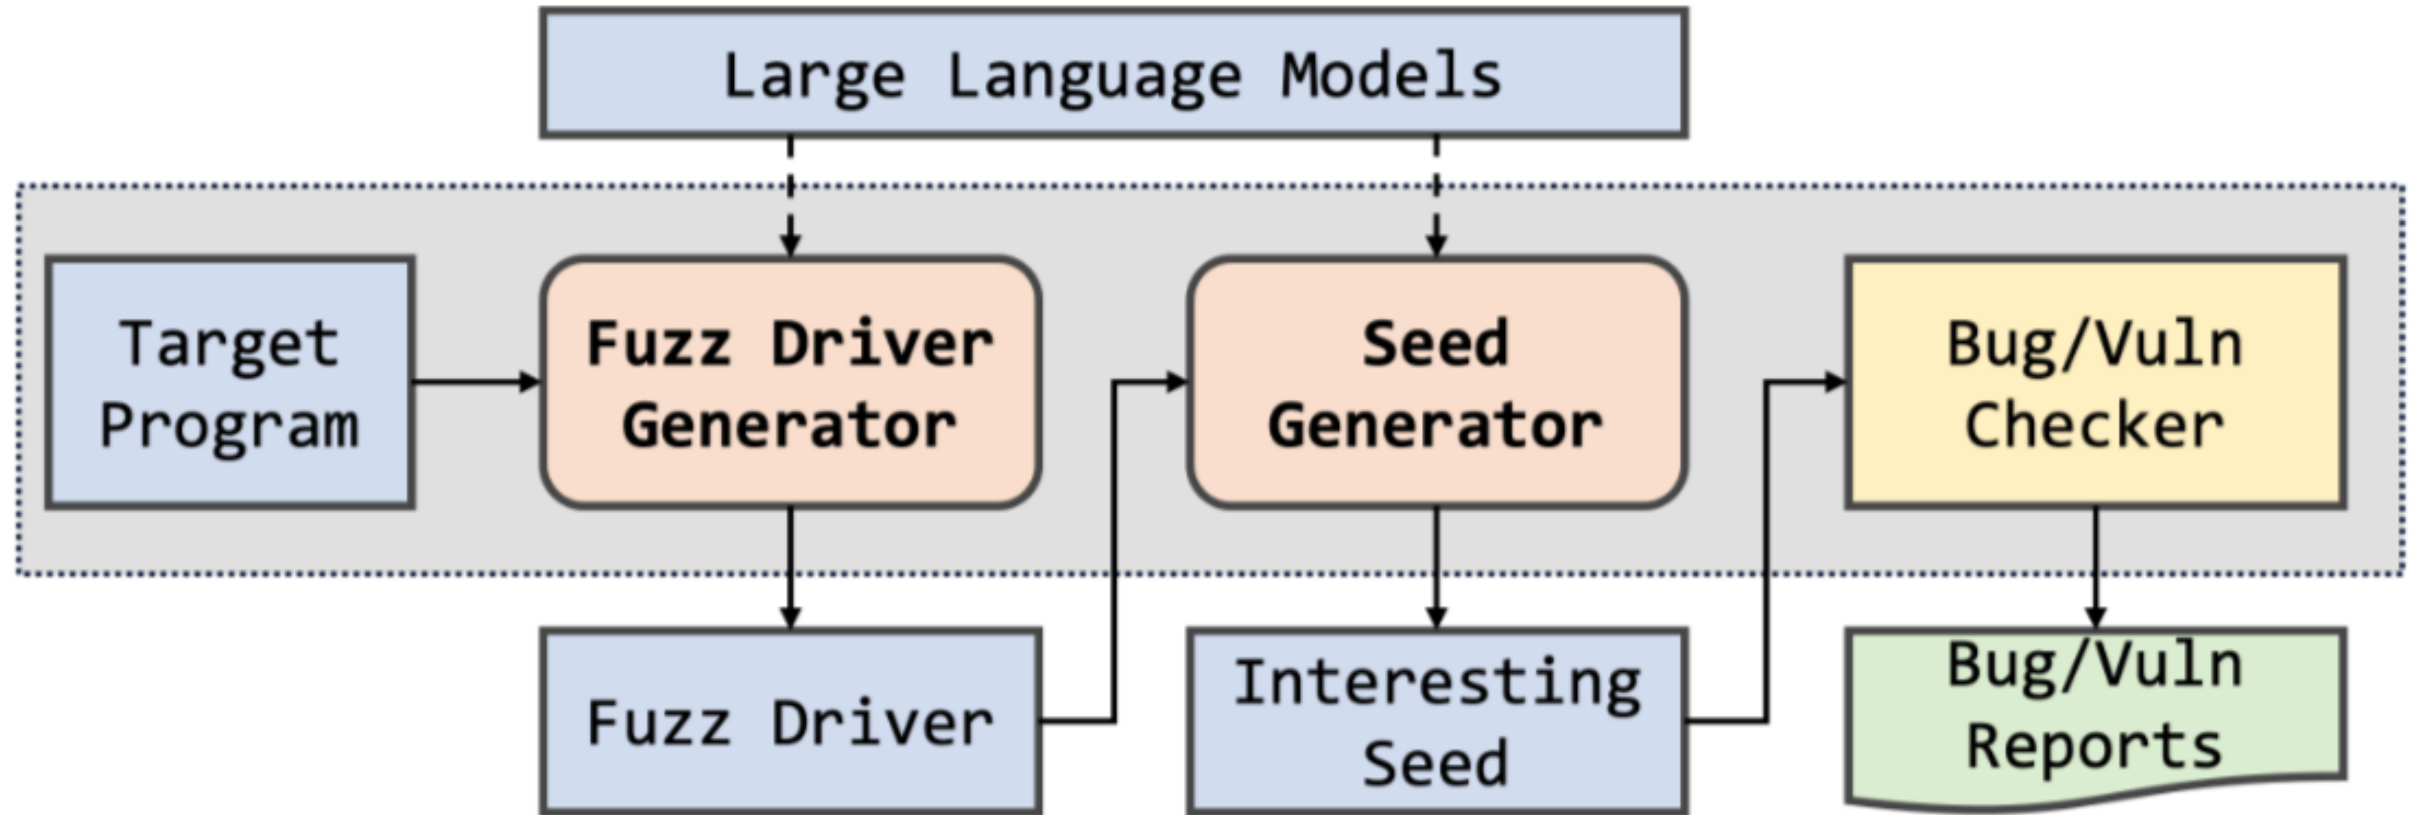 Large Language Models
Target
Program
Fuzz Driver
Generator
Seed
Generator
Bug/Vuln
Checker
Fuzz Driver
Interesting
Seed
Bug/Vuln
Reports